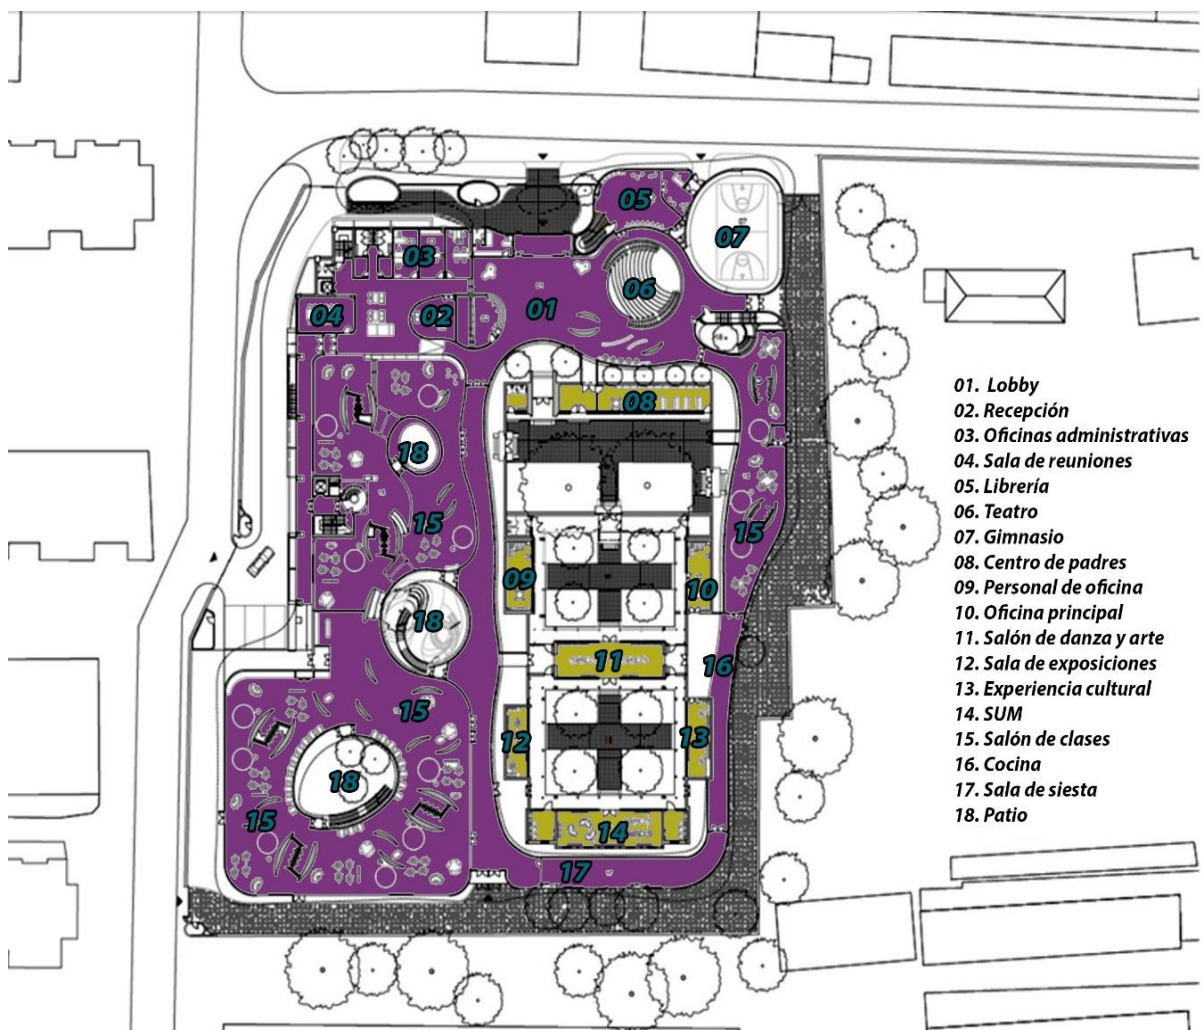 05
07
03
06
04
02
01
08
18
15
15
09
10
18
11
16
15
12
13
18
15
14
17
01. Lobby
02. Recepción
03. Oficinas administrativas
04. Sala de reuniones
05. Librería
06. Teatro
07. Gimnasio
08. Centro de padres
09. Personal de oficina
10. Oficina principal
11. Salón de danza y arte
12. Sala de exposiciones
13. Experiencia cultural
14. SUM
15. Salón de clases
16. Cocina
17. Sala de siesta
18. Patio